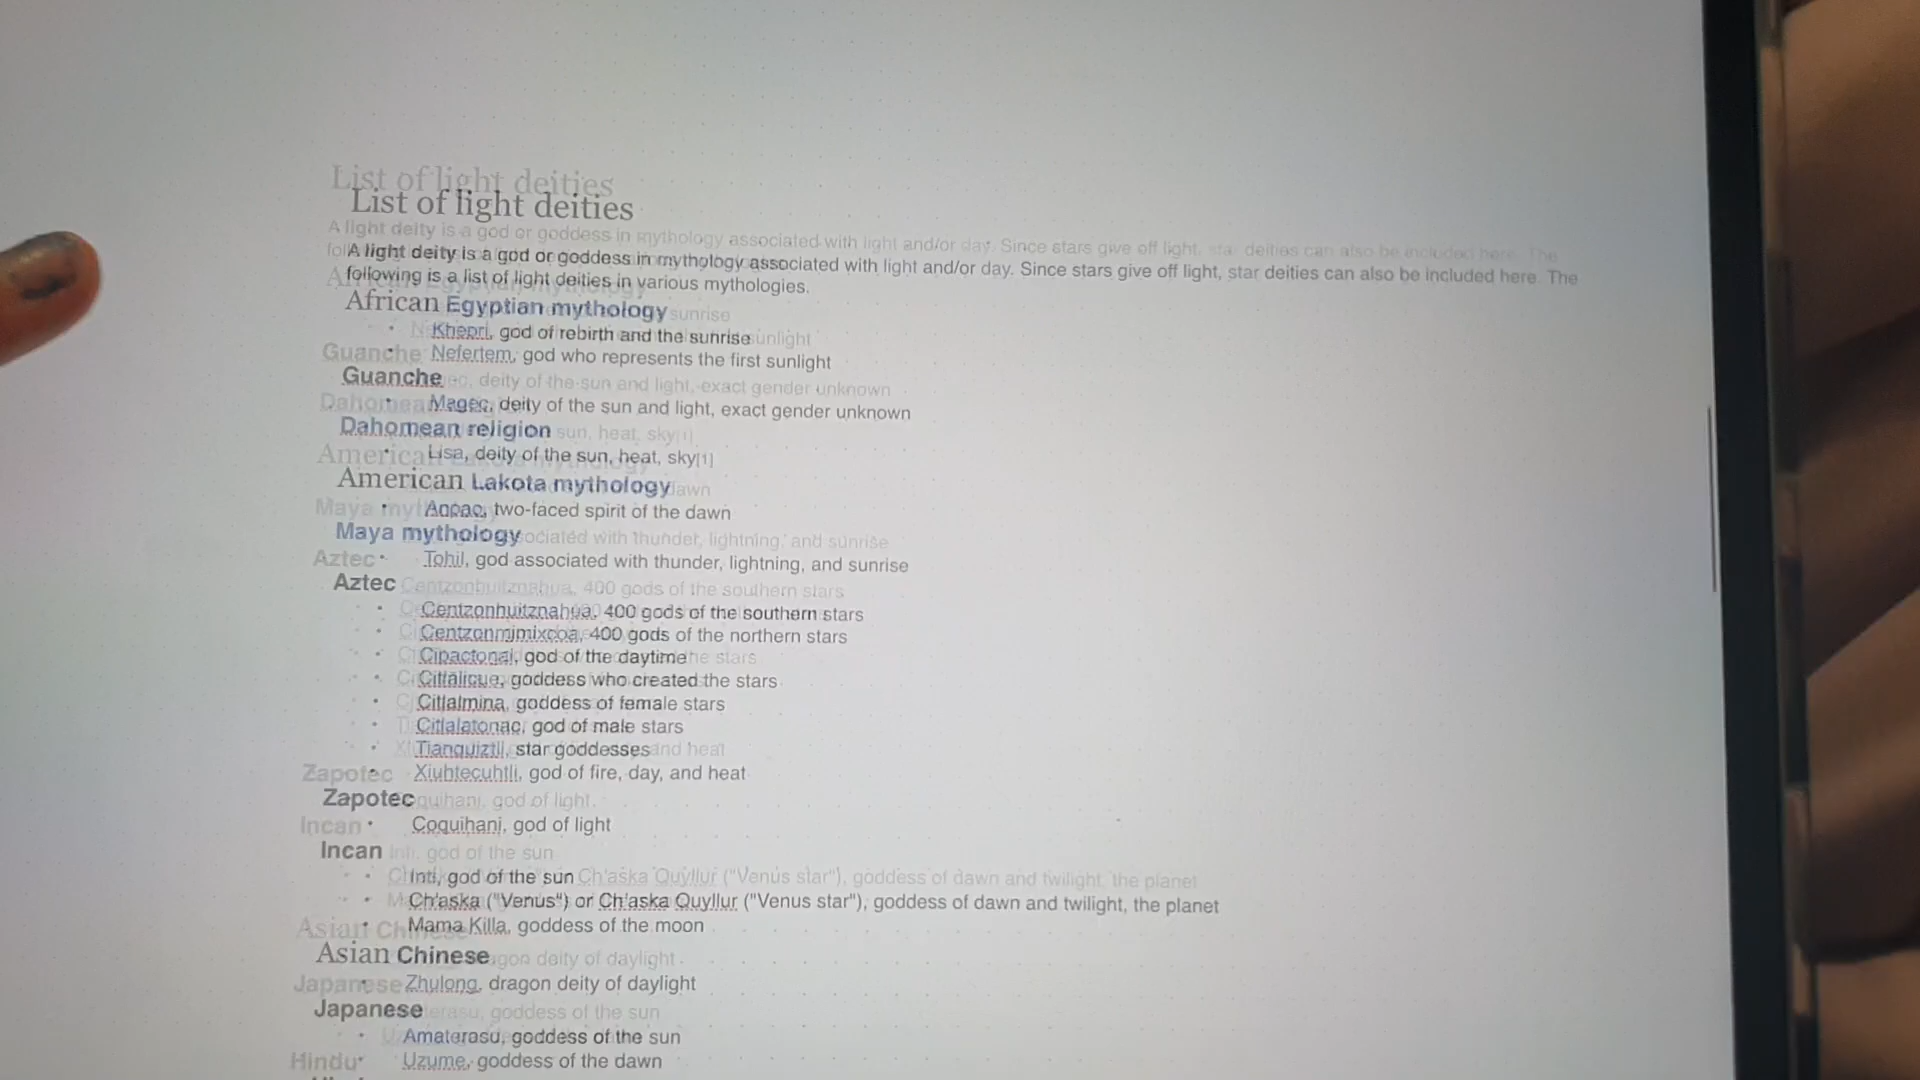 List of light deities
A light deity is a god or goddess in mythology associated with light and/or day. Since stars give off light, star deities can also be included here. The
following is a list of light deities in various mythologies.
African Egyptian mythology
• Khepri, god of rebirth and the sunrise
• Nefertem, god who represents the first sunlight
Guanche
• Magec, deity of the sun and light, exact gender unknown
Dahomean religion
• Lisa, deity of the sun, heat, sky[1]
American Lakota mythology
• Anpao, two-faced spirit of the dawn
Maya mythology
• Tohil, god associated with thunder, lightning, and sunrise
Aztec
• Centzonhuitznahua, 400 gods of the southern stars
• Centzonmimixcoa, 400 gods of the northern stars
• Cipactonal, god of the daytime
• Citlalicue, goddess who created the stars
• Citlalmina, goddess of female stars
• Citlalatonac, god of male stars
• Tianquiztli, star goddesses
• Xiuhtecuhtli, god of fire, day, and heat
Zapotec
• Coquihani, god of light
Incan
• Inti, god of the sun
• Ch'aska ("Venus") or Ch'aska Quyllur ("Venus star"), goddess of dawn and twilight, the planet
• Mama Killa, goddess of the moon
Asian Chinese
• Zhulong, dragon deity of daylight
Japanese
• Amaterasu, goddess of the sun
• Uzume, goddess of the dawn
Hindu